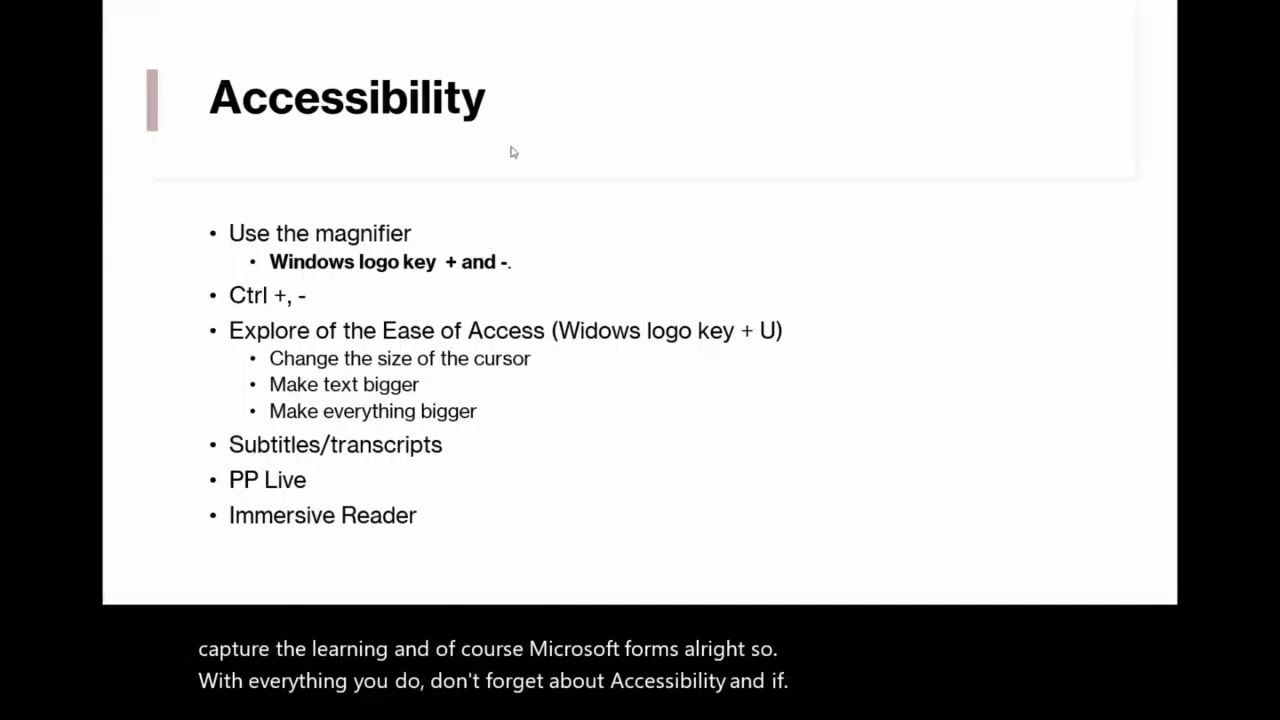 Accessibility
• Use the magnifier
• Windows logo key + and -.
• Ctrl +, -
• Explore of the Ease of Access (Widows logo key + U)
• Change the size of the cursor
• Make text bigger
• Make everything bigger
• Subtitles/transcripts
• PP Live
• Immersive Reader
capture the learning and of course Microsoft forms alright so.
With everything you do, don't forget about Accessibility and if.